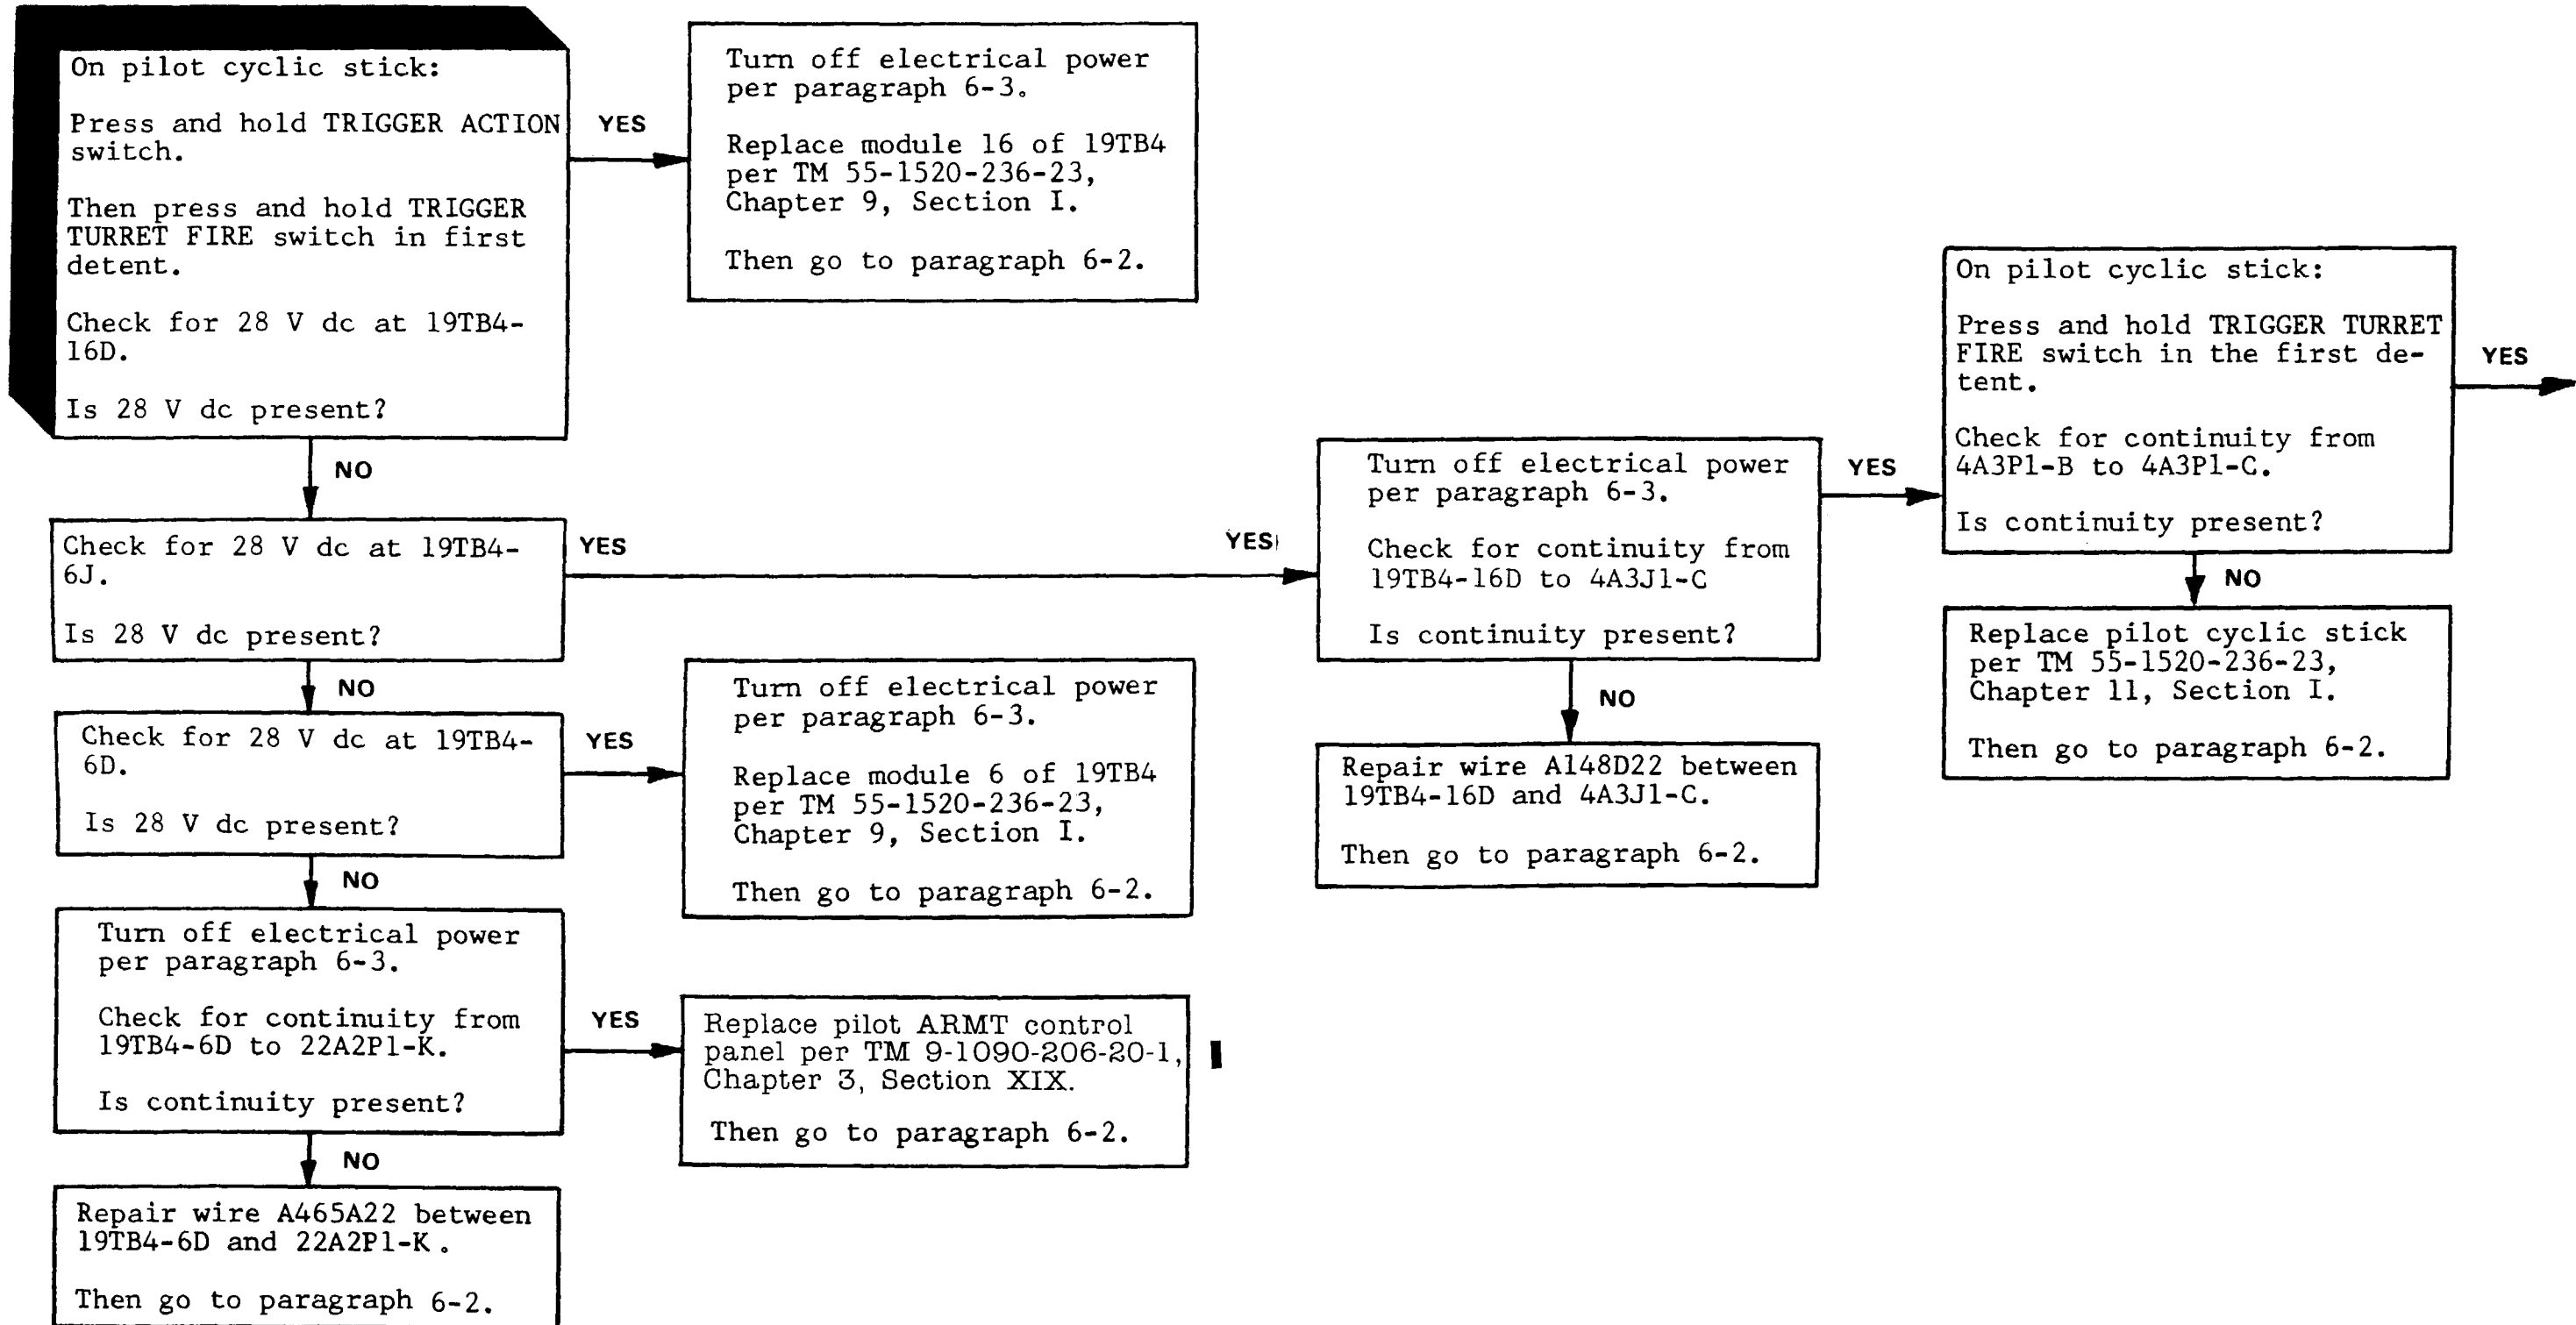 On pilot cyclic stick:
Press and hold TRIGGER ACTION
switch.
Then press and hold TRIGGER
TURRET FIRE switch in first
detent.
Check for 28 V dc at 19TB4-
16D.
Is 28 V dc present?
YES
Turn off electrical power
per paragraph 6-3.
Replace module 16 of 19TB4
per TM 55-1520-236-23,
Chapter 9, Section I.
Then go to paragraph 6-2.
NO
Check for 28 V dc at 19TB4-
6J.
Is 28 V dc present?
YES
YES
Turn off electrical power
per paragraph 6-3.
Check for continuity from
19TB4-16D to 4A3J1-C
Is continuity present?
YES
On pilot cyclic stick:
Press and hold TRIGGER TURRET
FIRE switch in the first de-
tent.
Check for continuity from
4A3P1-B to 4A3P1-C.
Is continuity present?
YES
NO
Replace pilot cyclic stick
per TM 55-1520-236-23,
Chapter 11, Section I.
Then go to paragraph 6-2.
NO
Repair wire A148D22 between
19TB4-16D and 4A3J1-C.
Then go to paragraph 6-2.
NO
Check for 28 V dc at 19TB4-
6D.
Is 28 V dc present?
YES
Turn off electrical power
per paragraph 6-3.
Replace module 6 of 19TB4
per TM 55-1520-236-23,
Chapter 9, Section I.
Then go to paragraph 6-2.
NO
Turn off electrical power
per paragraph 6-3.
Check for continuity from
19TB4-6D to 22A2P1-K.
Is continuity present?
YES
Replace pilot ARMT control
panel per TM 9-1090-206-20-1,
Chapter 3, Section XIX.
Then go to paragraph 6-2.
NO
Repair wire A465A22 between
19TB4-6D and 22A2P1-K.
Then go to paragraph 6-2.